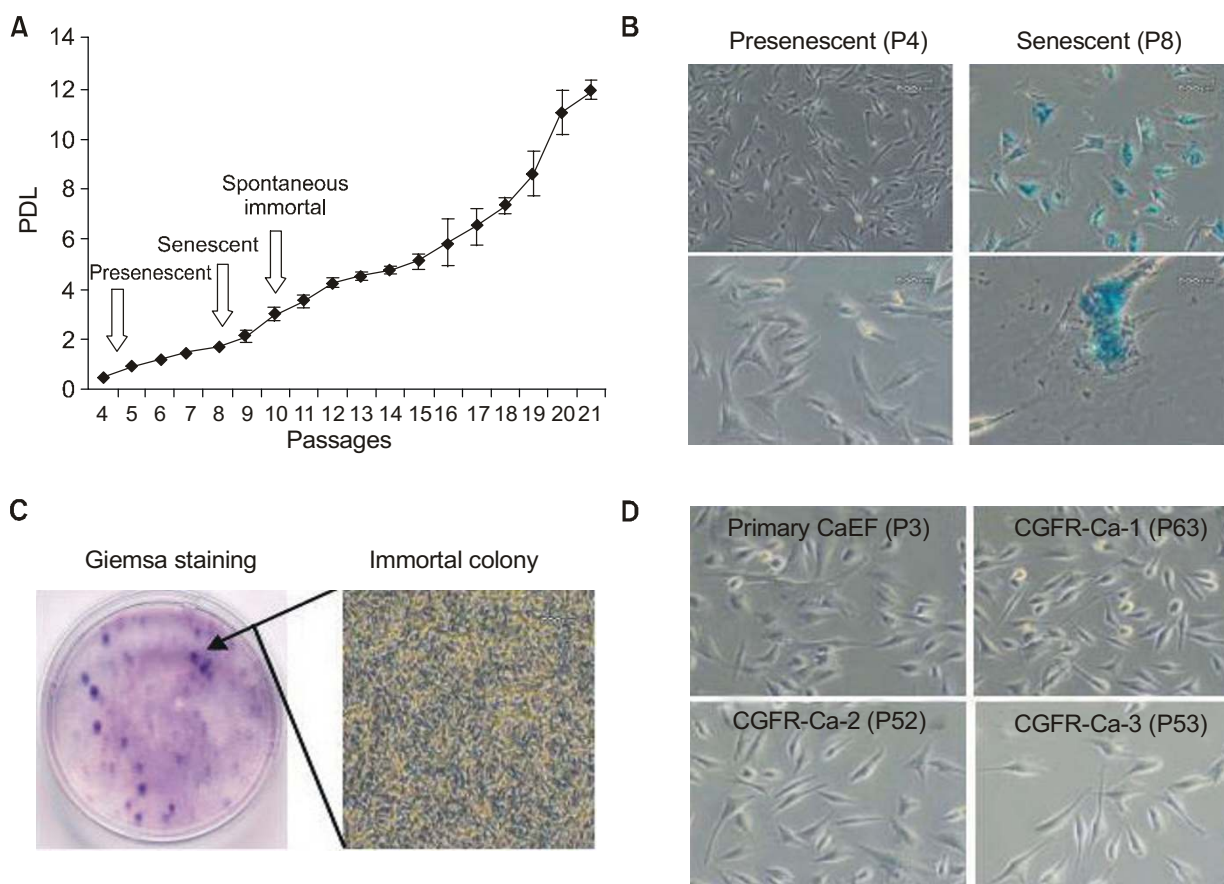 A
14
12
10
8
6
4
2
0
PDL
Presenescent
Senescent
Spontaneous
immortal
4 5 6 7 8 9 10 11 12 13 14 15 16 17 18 19 20 21
Passages
B
Presenescent (P4)
Senescent (P8)
C
Giemsa staining
Immortal colony
D
Primary CaEF (P3)
CGFR-Ca-1 (P63)
CGFR-Ca-2 (P52)
CGFR-Ca-3 (P53)